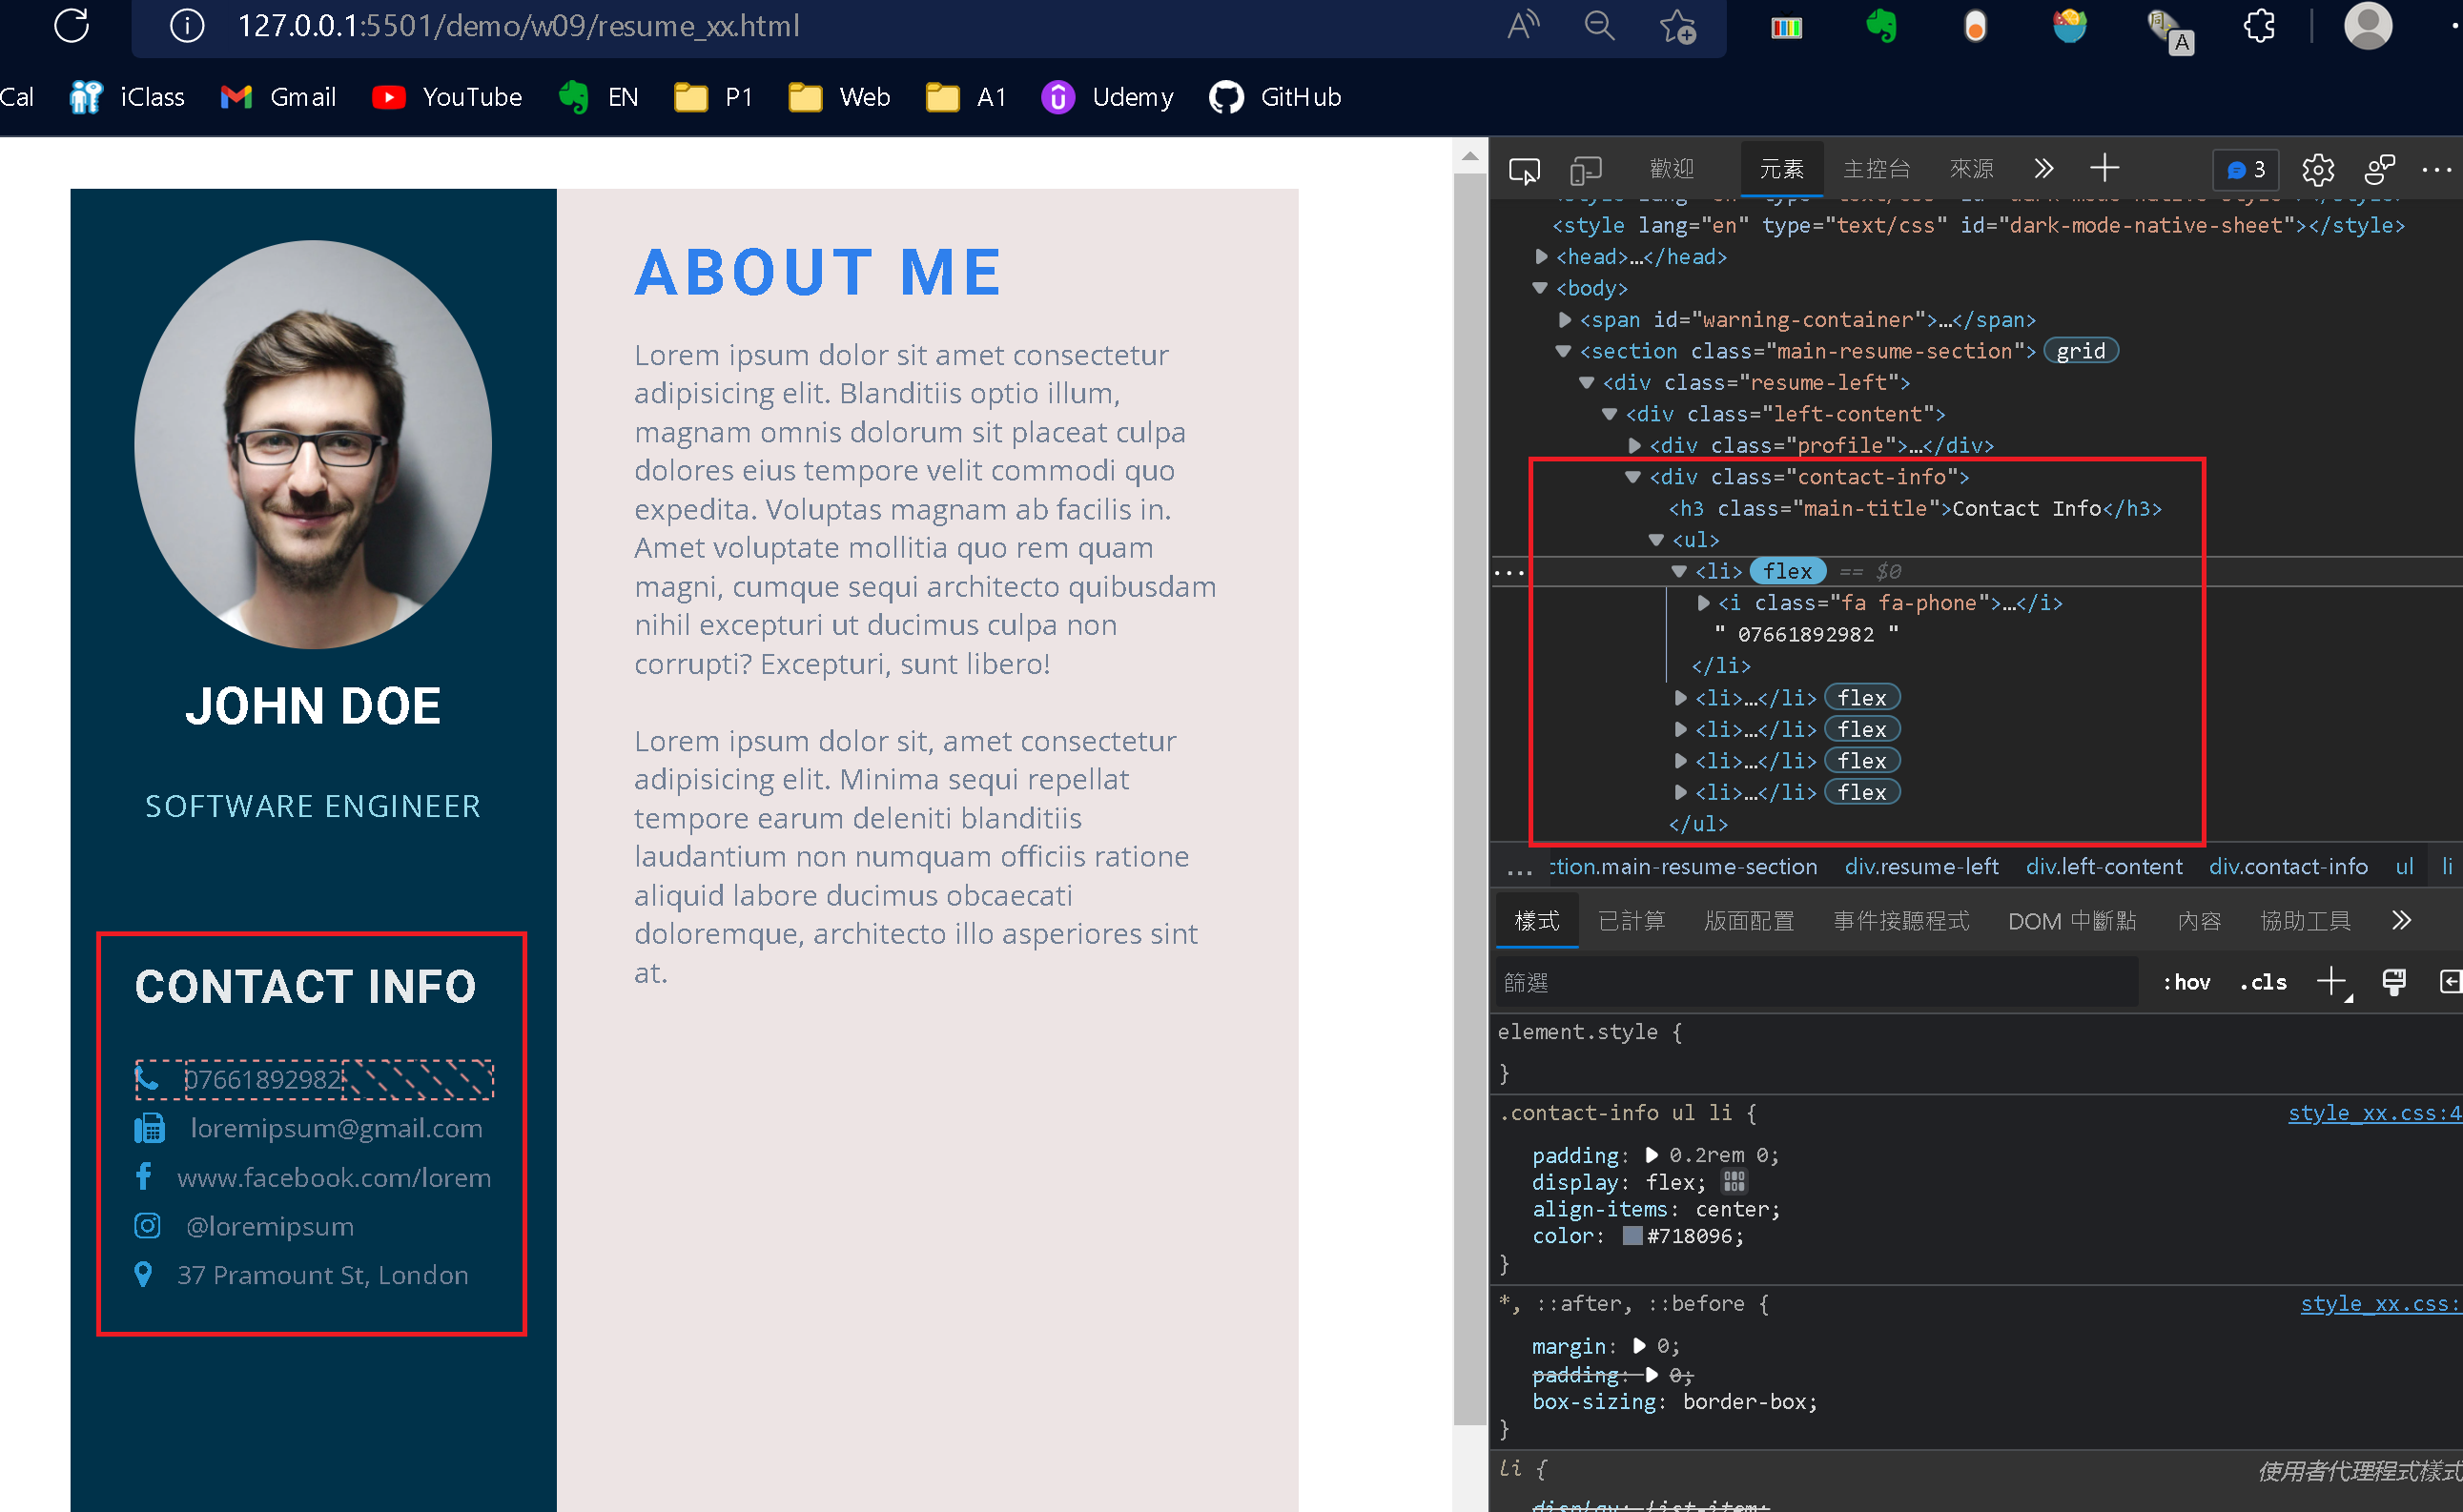 127.0.0.1:5501/demo/w09/resume_xx.html
A
Cal iClass Gmail YouTube EN P1 Web A1 Udemy GitHub
ABOUT ME
Lorem ipsum dolor sit amet consectetur
adipisicing elit. Blanditiis optio illum,
magnam omnis dolorum sit placeat culpa
dolores eius tempore velit commodi quo
expedita. Voluptas magnam ab facilis in.
Amet voluptate mollitia quo rem quam
magni, cumque sequi architecto quibusdam
nihil excepturi ut ducimus culpa non
corrupti? Excepturi, sunt libero!
Lorem ipsum dolor sit, amet consectetur
adipisicing elit. Minima sequi repellat
tempore earum deleniti blanditiis
laudantium non numquam officiis ratione
aliquid labore ducimus obcaecati
doloremque, architecto illo asperiores sint
at.
JOHN DOE
SOFTWARE ENGINEER
CONTACT INFO
07661892982
loremipsum@gmail.com
www.facebook.com/lorem
@loremipsum
37 Pramount St, London
歡迎 元素 主控台 來源 3
<style lang="en" type="text/css" id="dark-mode-native-sheet"></style>
<head>…</head>
<body>
<span id="warning-container">…</span>
<section class="main-resume-section"> grid
<div class="resume-left">
<div class="left-content">
<div class="profile">…</div>
<div class="contact-info">
<h3 class="main-title">Contact Info</h3>
<ul>
<li> flex == $0
<i class="fa fa-phone">…</i>
" 07661892982 "
</li>
<li>…</li> flex
<li>…</li> flex
<li>…</li> flex
<li>…</li> flex
</ul>
... ction.main-resume-section div.resume-left div.left-content div.contact-info ul li
樣式 已計算 版面配置 事件接聽程式 DOM 中斷點 內容 協助工具
篩選 :hov .cls
element.style {
}
.contact-info ul li { style_xx.css:4
padding: 0.2rem 0;
display: flex;
align-items: center;
color: #718096;
}
*, ::after, ::before { style_xx.css:
margin: 0;
padding: 0;
box-sizing: border-box;
}
li { 使用者代理程式樣式
display: list-item;